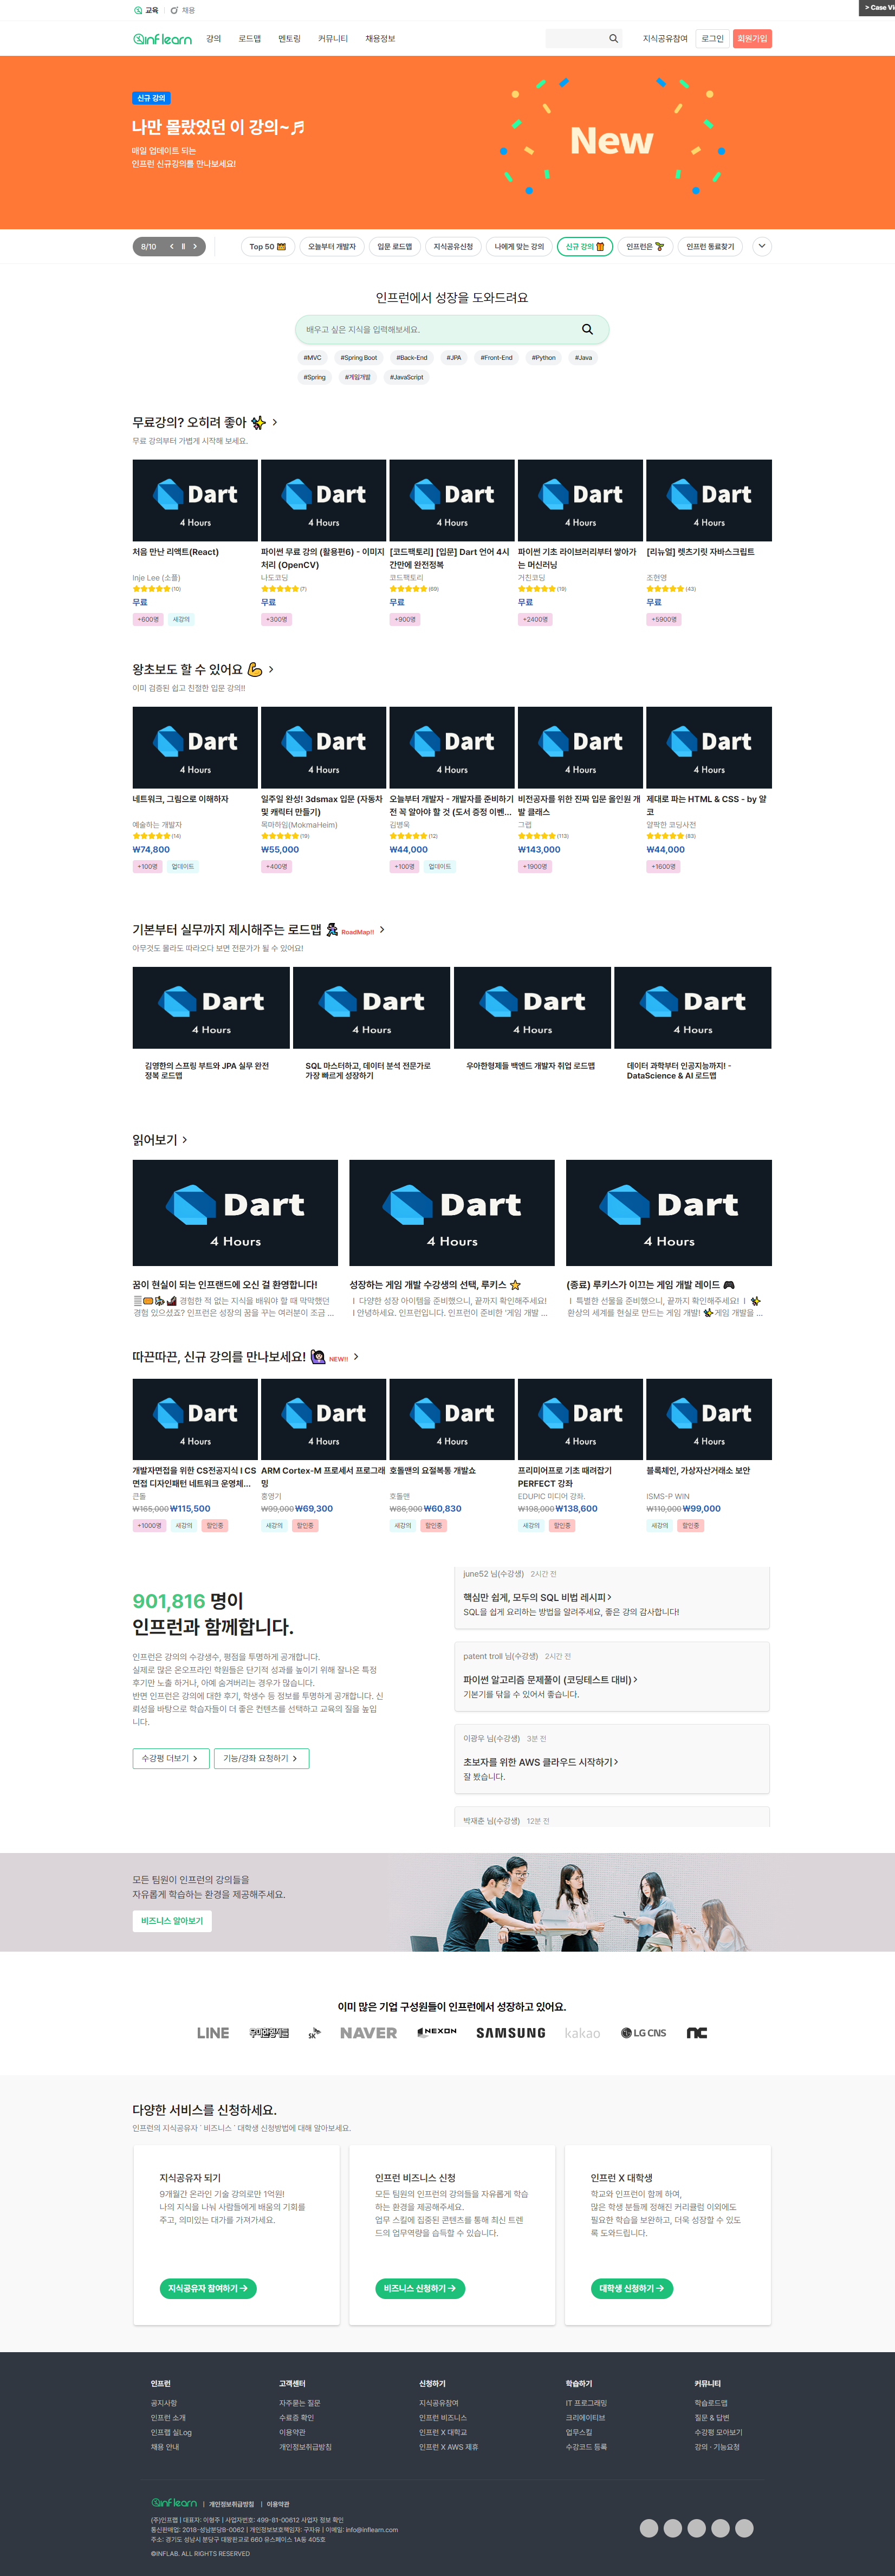 교육
채용
> Case Vi
inflearn
강의
로드맵
멘토링
커뮤니티
채용정보
지식공유참여
로그인
회원가입
신규 강의
나만 몰랐었던 이 강의~♬
매일 업데이트 되는
인프런 신규강의를 만나보세요!
New
8/10
Top 50
오늘부터 개발자
입문 로드맵
지식공유신청
나에게 맞는 강의
신규 강의
인프런은
인프런 동료찾기
인프런에서 성장을 도와드려요
배우고 싶은 지식을 입력해보세요.
#MVC #Spring Boot #Back-End #JPA #Front-End #Python #Java
#Spring #게임개발 #JavaScript
무료강의? 오히려 좋아
무료 강의부터 가볍게 시작해 보세요.
Dart
4 Hours
Dart
4 Hours
Dart
4 Hours
Dart
4 Hours
Dart
4 Hours
처음 만난 리액트(React)
Inje Lee (소플)
(10)
무료
+600명
새강의
파이썬 무료 강의 (활용편6) - 이미지
처리 (OpenCV)
나도코딩
(7)
무료
+300명
[코드팩토리] [입문] Dart 언어 4시
간만에 완전정복
코드팩토리
(69)
무료
+900명
파이썬 기초 라이브러리부터 쌓아가
는 머신러닝
거친코딩
(19)
무료
+2400명
[리뉴얼] 렛츠기릿 자바스크립트
조현영
(43)
무료
+5900명
왕초보도 할 수 있어요
이미 검증된 쉽고 친절한 입문 강의!!
Dart
4 Hours
Dart
4 Hours
Dart
4 Hours
Dart
4 Hours
Dart
4 Hours
네트워크, 그림으로 이해하자
예술하는 개발자
(14)
₩74,800
+100명
업데이트
일주일 완성! 3dsmax 입문 (자동차
및 캐릭터 만들기)
목마하임(MokmaHeim)
(19)
₩55,000
+400명
오늘부터 개발자 - 개발자를 준비하기
전 꼭 알아야 할 것 (도서 증정 이벤...
김병욱
(12)
₩44,000
+100명
업데이트
비전공자를 위한 진짜 입문 올인원 개
발 클래스
그랩
(113)
₩143,000
+1900명
제대로 파는 HTML & CSS - by 얄
코
얄팍한 코딩사전
(83)
₩44,000
+1600명
기본부터 실무까지 제시해주는 로드맵
RoadMap!!
아무것도 몰라도 따라오다 보면 전문가가 될 수 있어요!
Dart
4 Hours
Dart
4 Hours
Dart
4 Hours
Dart
4 Hours
김영한의 스프링 부트와 JPA 실무 완전
정복 로드맵
SQL 마스터하고, 데이터 분석 전문가로
가장 빠르게 성장하기
우아한형제들 백엔드 개발자 취업 로드맵
데이터 과학부터 인공지능까지! -
DataScience & AI 로드맵
읽어보기
Dart
4 Hours
Dart
4 Hours
Dart
4 Hours
꿈이 현실이 되는 인프랜드에 오신 걸 환영합니다!
경험한 적 없는 지식을 배워야 할 때 막막했던
경험 있으셨죠? 인프런은 성장의 꿈을 꾸는 여러분이 조금 ...
성장하는 게임 개발 수강생의 선택, 루키스
ㅣ 다양한 성장 아이템을 준비했으니, 끝까지 확인해주세요!
ㅣ안녕하세요. 인프런입니다. 인프런이 준비한 '게임 개발 ...
(종료) 루키스가 이끄는 게임 개발 레이드
ㅣ 특별한 선물을 준비했으니, 끝까지 확인해주세요! ㅣ
환상의 세계를 현실로 만드는 게임 개발! 게임 개발을 ...
따끈따끈, 신규 강의를 만나보세요!
NEW!!
Dart
4 Hours
Dart
4 Hours
Dart
4 Hours
Dart
4 Hours
Dart
4 Hours
개발자면접을 위한 CS전공지식 I CS
면접 디자인패턴 네트워크 운영체...
큰돌
₩165,000 ₩115,500
+1000명
새강의
할인중
ARM Cortex-M 프로세서 프로그래
밍
홍영기
₩99,000 ₩69,300
새강의
할인중
호돌맨의 요절복통 개발쇼
호돌맨
₩86,900 ₩60,830
새강의
할인중
프리미어프로 기초 때려잡기
PERFECT 강좌
EDUPIC 미디어.강좌.
₩198,000 ₩138,600
새강의
할인중
블록체인, 가상자산거래소 보안
ISMS-P WIN
₩110,000 ₩99,000
새강의
할인중
901,816 명이
인프런과 함께합니다.
인프런은 강의의 수강생수, 평점을 투명하게 공개합니다.
실제로 많은 온오프라인 학원들은 단기적 성과를 높이기 위해 잘나온 특정
후기만 노출 하거나, 아예 숨겨버리는 경우가 많습니다.
반면 인프런은 강의에 대한 후기, 학생수 등 정보를 투명하게 공개합니다. 신
뢰성을 바탕으로 학습자들이 더 좋은 컨텐츠를 선택하고 교육의 질을 높입
니다.
수강평 더보기
기능/강좌 요청하기
june52 님(수강생) 2시간 전
핵심만 쉽게, 모두의 SQL 비법 레시피
SQL을 쉽게 요리하는 방법을 알려주세요, 좋은 강의 감사합니다!
patent troll 님(수강생) 2시간 전
파이썬 알고리즘 문제풀이 (코딩테스트 대비)
기본기를 닦을 수 있어서 좋습니다.
이광우 님(수강생) 3분 전
초보자를 위한 AWS 클라우드 시작하기
잘 봤습니다.
박재춘 님(수강생) 12분 전
모든 팀원이 인프런의 강의들을
자유롭게 학습하는 환경을 제공해주세요.
비즈니스 알아보기
이미 많은 기업 구성원들이 인프런에서 성장하고 있어요.
LINE
우아한형제들
SK
NAVER
NEXON
SAMSUNG
kakao
LG CNS
NC
다양한 서비스를 신청하세요.
인프런의 지식공유자 ˙ 비즈니스 ˙ 대학생 신청방법에 대해 알아보세요.
지식공유자 되기
9개월간 온라인 기술 강의로만 1억원!
나의 지식을 나눠 사람들에게 배움의 기회를
주고, 의미있는 대가를 가져가세요.
지식공유자 참여하기
인프런 비즈니스 신청
모든 팀원의 인프런의 강의들을 자유롭게 학습
하는 환경을 제공해주세요.
업무 스킬에 집중된 콘텐츠를 통해 최신 트렌
드의 업무역량을 습득할 수 있습니다.
비즈니스 신청하기
인프런 X 대학생
학교와 인프런이 함께 하며,
많은 학생 분들께 정해진 커리큘럼 이외에도
필요한 학습을 보완하고, 더욱 성장할 수 있도
록 도와드립니다.
대학생 신청하기
인프런
공지사항
인프런 소개
인프랩 실Log
채용 안내
고객센터
자주묻는 질문
수료증 확인
이용약관
개인정보취급방침
신청하기
지식공유참여
인프런 비즈니스
인프런 X 대학교
인프런 X AWS 제휴
학습하기
IT 프로그래밍
크리에이티브
업무스킬
수강코드 등록
커뮤니티
학습로드맵
질문 & 답변
수강평 모아보기
강의 · 기능요청
inflearn | 개인정보취급방침 | 이용약관
(주)인프랩 | 대표자: 이형주 | 사업자번호: 499-81-00612 사업자 정보 확인
통신판매업: 2018-성남분당B-0062 | 개인정보보호책임자: 구자유 | 이메일: info@inflearn.com
주소: 경기도 성남시 분당구 대왕판교로 660 유스페이스 1A동 405호
©INFLAB. ALL RIGHTS RESERVED